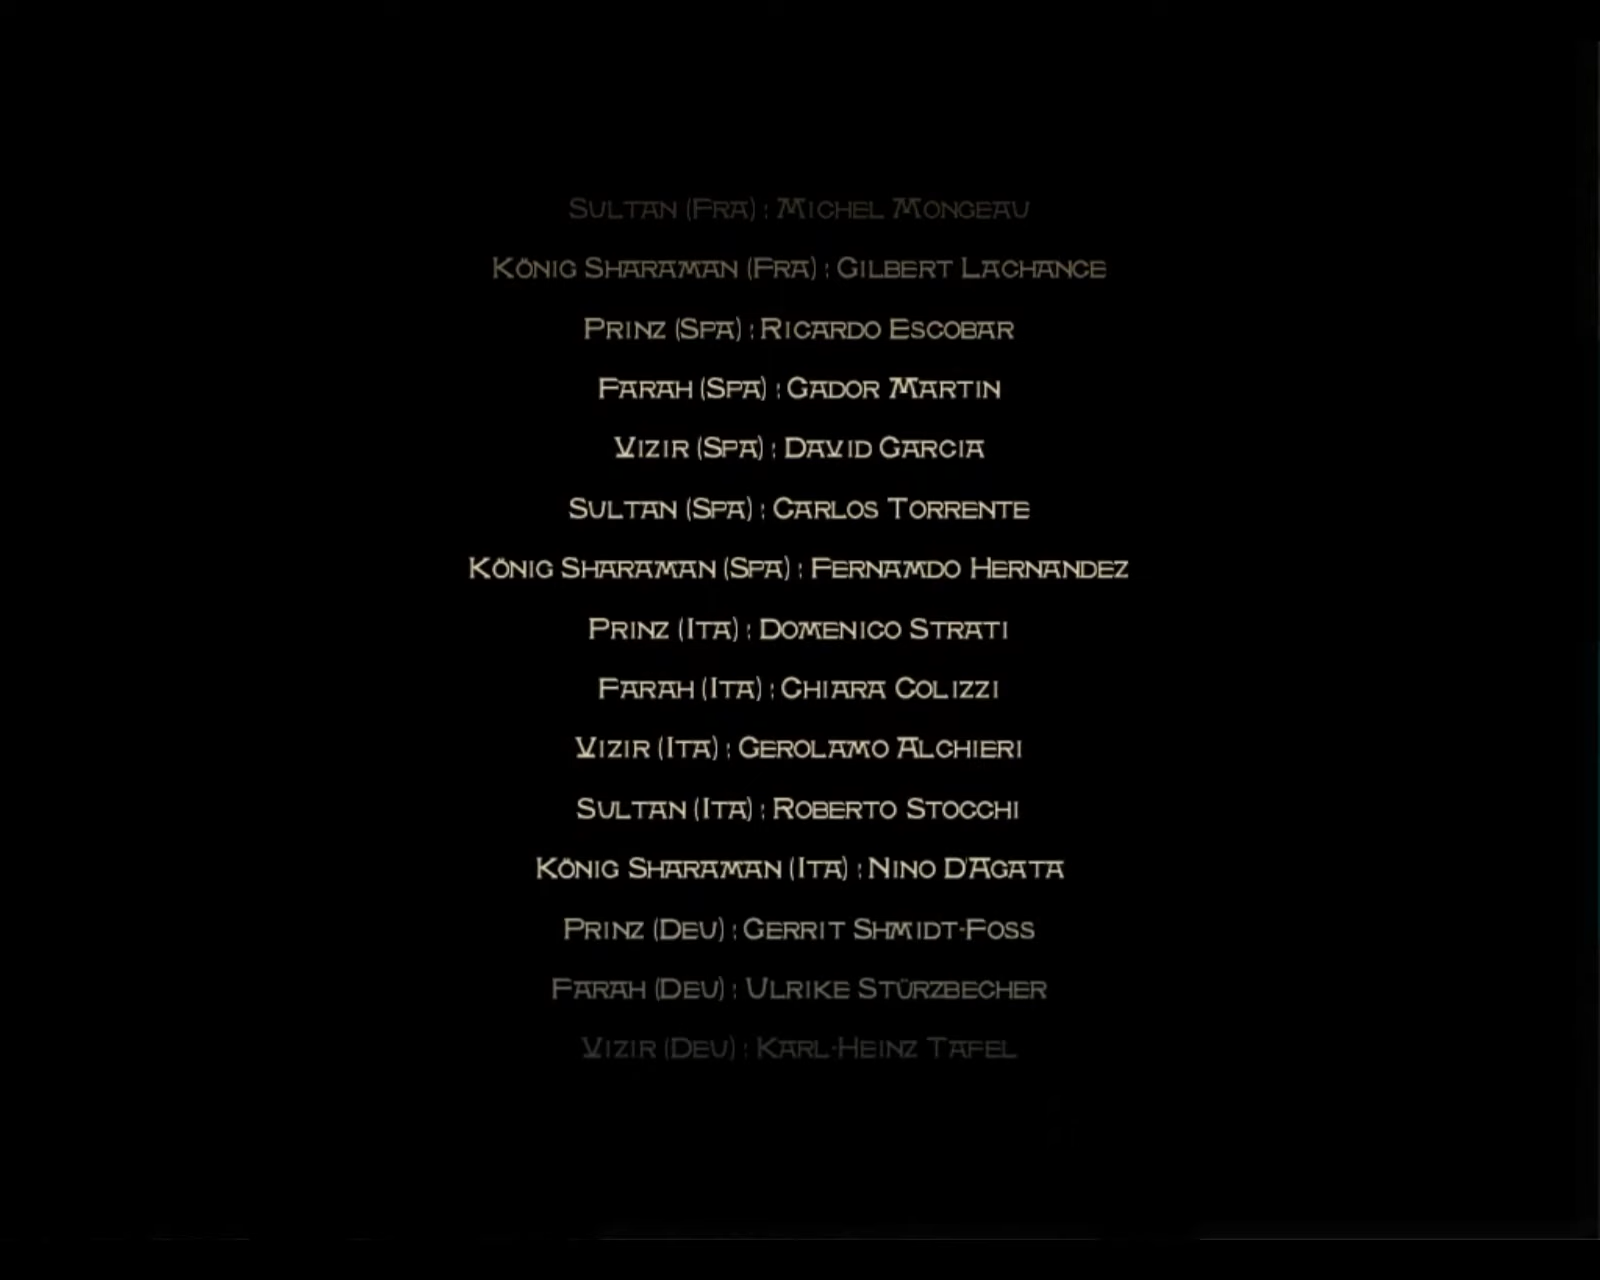 Sultan (Fra) : Michel Mongeau
König Sharaman (Fra) : Gilbert Lachance
Prinz (Spa) : Ricardo Escobar
Farah (Spa) : Gador Martin
Vizir (Spa) : David Garcia
Sultan (Spa) : Carlos Torrente
König Sharaman (Spa) : Fernamdo Hernandez
Prinz (Ita) : Domenico Strati
Farah (Ita) : Chiara Colizzi
Vizir (Ita) : Gerolamo Alchieri
Sultan (Ita) : Roberto Stocchi
König Sharaman (Ita) : Nino D'Agata
Prinz (Deu) : Gerrit Shmidt-Foss
Farah (Deu) : Ulrike Stürzbecher
Vizir (Deu) : Karl-Heinz Tafel